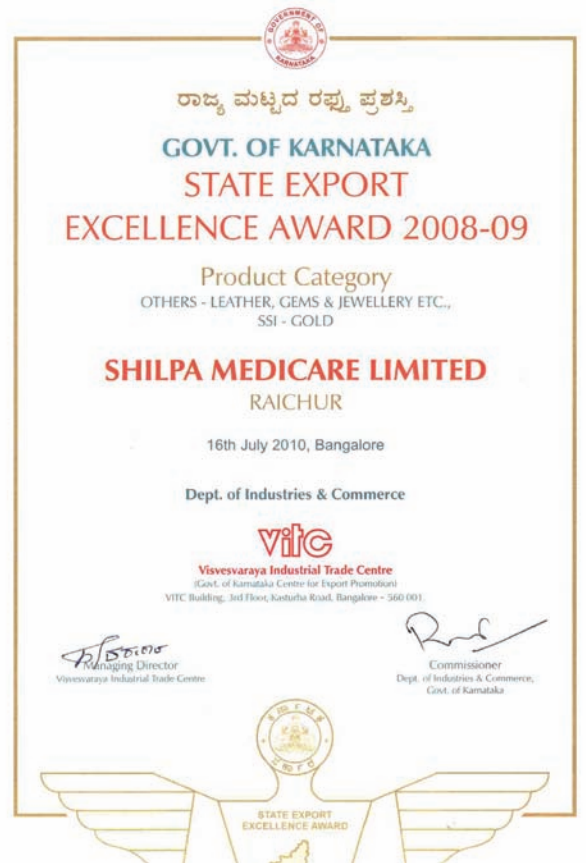 GOVERNMENT OF
KARNATAKA
ರಾಜ್ಯ ಮಟ್ಟದ ರಫ್ತು ಪ್ರಶಸ್ತಿ
GOVT. OF KARNATAKA
STATE EXPORT
EXCELLENCE AWARD 2008-09
Product Category
OTHERS - LEATHER, GEMS & JEWELLERY ETC.,
SSI - GOLD
SHILPA MEDICARE LIMITED
RAICHUR
16th July 2010, Bangalore
Dept. of Industries & Commerce
vitc
Visvesvaraya Industrial Trade Centre
(Govt. of Karnataka Centre for Export Promotion)
VITC Building, 3rd Floor, Kasturba Road, Bangalore - 560 001.
Managing Director
Visvesvaraya Industrial Trade Centre
Commissioner
Dept. of Industries & Commerce,
Govt. of Karnataka
STATE EXPORT
EXCELLENCE AWARD